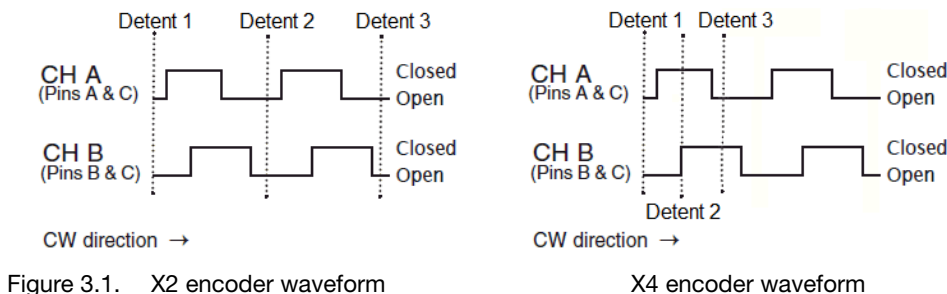 Detent 1 Detent 2 Detent 3
CH A
(Pins A & C)
Closed
Open
CH B
(Pins B & C)
Closed
Open
CW direction →
Detent 1 Detent 3
CH A
(Pins A & C)
Closed
Open
CH B
(Pins B & C)
Closed
Open
Detent 2
CW direction →
Figure 3.1. X2 encoder waveform X4 encoder waveform